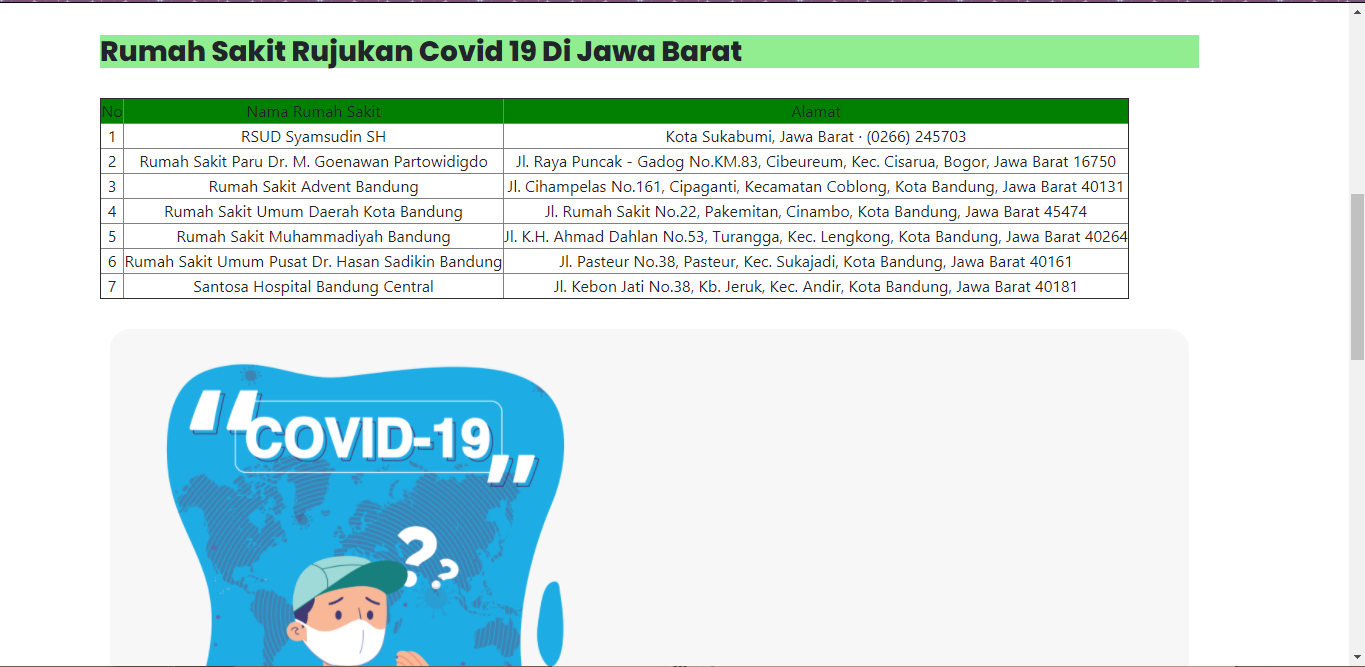 Rumah Sakit Rujukan Covid 19 Di Jawa Barat
No Nama Rumah Sakit Alamat
1 RSUD Syamsudin SH Kota Sukabumi, Jawa Barat · (0266) 245703
2 Rumah Sakit Paru Dr. M. Goenawan Partowidigdo Jl. Raya Puncak - Gadog No.KM.83, Cibeureum, Kec. Cisarua, Bogor, Jawa Barat 16750
3 Rumah Sakit Advent Bandung Jl. Cihampelas No.161, Cipaganti, Kecamatan Coblong, Kota Bandung, Jawa Barat 40131
4 Rumah Sakit Umum Daerah Kota Bandung Jl. Rumah Sakit No.22, Pakemitan, Cinambo, Kota Bandung, Jawa Barat 45474
5 Rumah Sakit Muhammadiyah Bandung Jl. K.H. Ahmad Dahlan No.53, Turangga, Kec. Lengkong, Kota Bandung, Jawa Barat 40264
6 Rumah Sakit Umum Pusat Dr. Hasan Sadikin Bandung Jl. Pasteur No.38, Pasteur, Kec. Sukajadi, Kota Bandung, Jawa Barat 40161
7 Santosa Hospital Bandung Central Jl. Kebon Jati No.38, Kb. Jeruk, Kec. Andir, Kota Bandung, Jawa Barat 40181
“COVID-19„
? ?